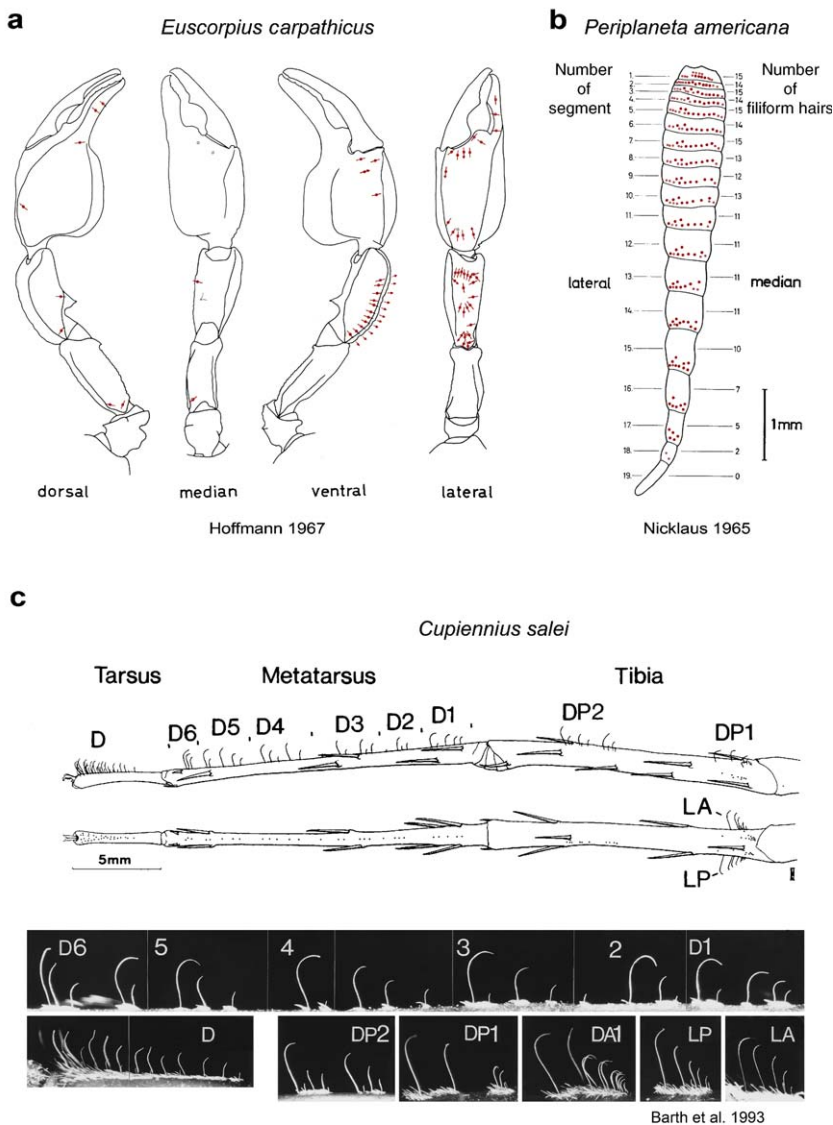 a
Euscorpius carpathicus
dorsal
median
ventral
lateral
Hoffmann 1967
b
Periplaneta americana
Number
of
segment
Number
of
filiform hairs
1. 15
2. 14
3. 15
4. 14
5. 15
6. 14
7. 15
8. 13
9. 12
10. 13
11. 11
12. 11
lateral 13. 11 median
14. 11
15. 10
16. 7
17. 5
18. 2
19. 0
1mm
Nicklaus 1965
c
Cupiennius salei
Tarsus Metatarsus Tibia
D D6 D5 D4 D3 D2 D1 DP2 DP1
LA
LP
5mm
D6 5 4 3 2 D1
D DP2 DP1 DA1 LP LA
Barth et al. 1993